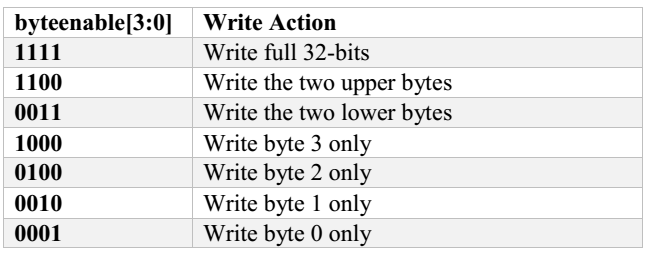 byteenable[3:0] Write Action
1111 Write full 32-bits
1100 Write the two upper bytes
0011 Write the two lower bytes
1000 Write byte 3 only
0100 Write byte 2 only
0010 Write byte 1 only
0001 Write byte 0 only